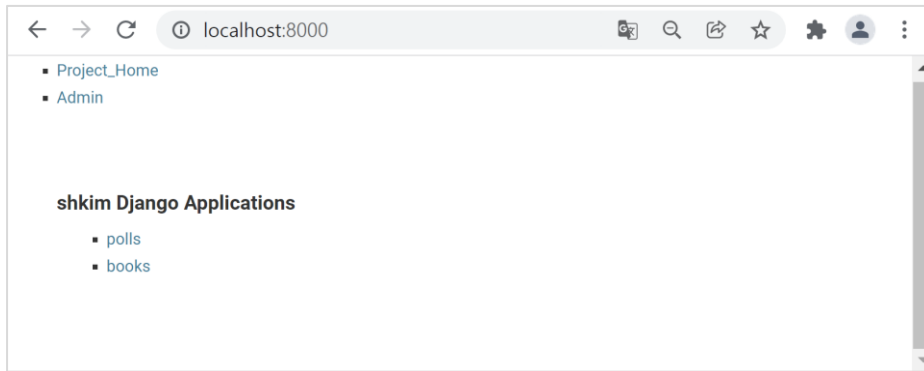 localhost:8000
Project_Home
Admin
shkim Django Applications
polls
books